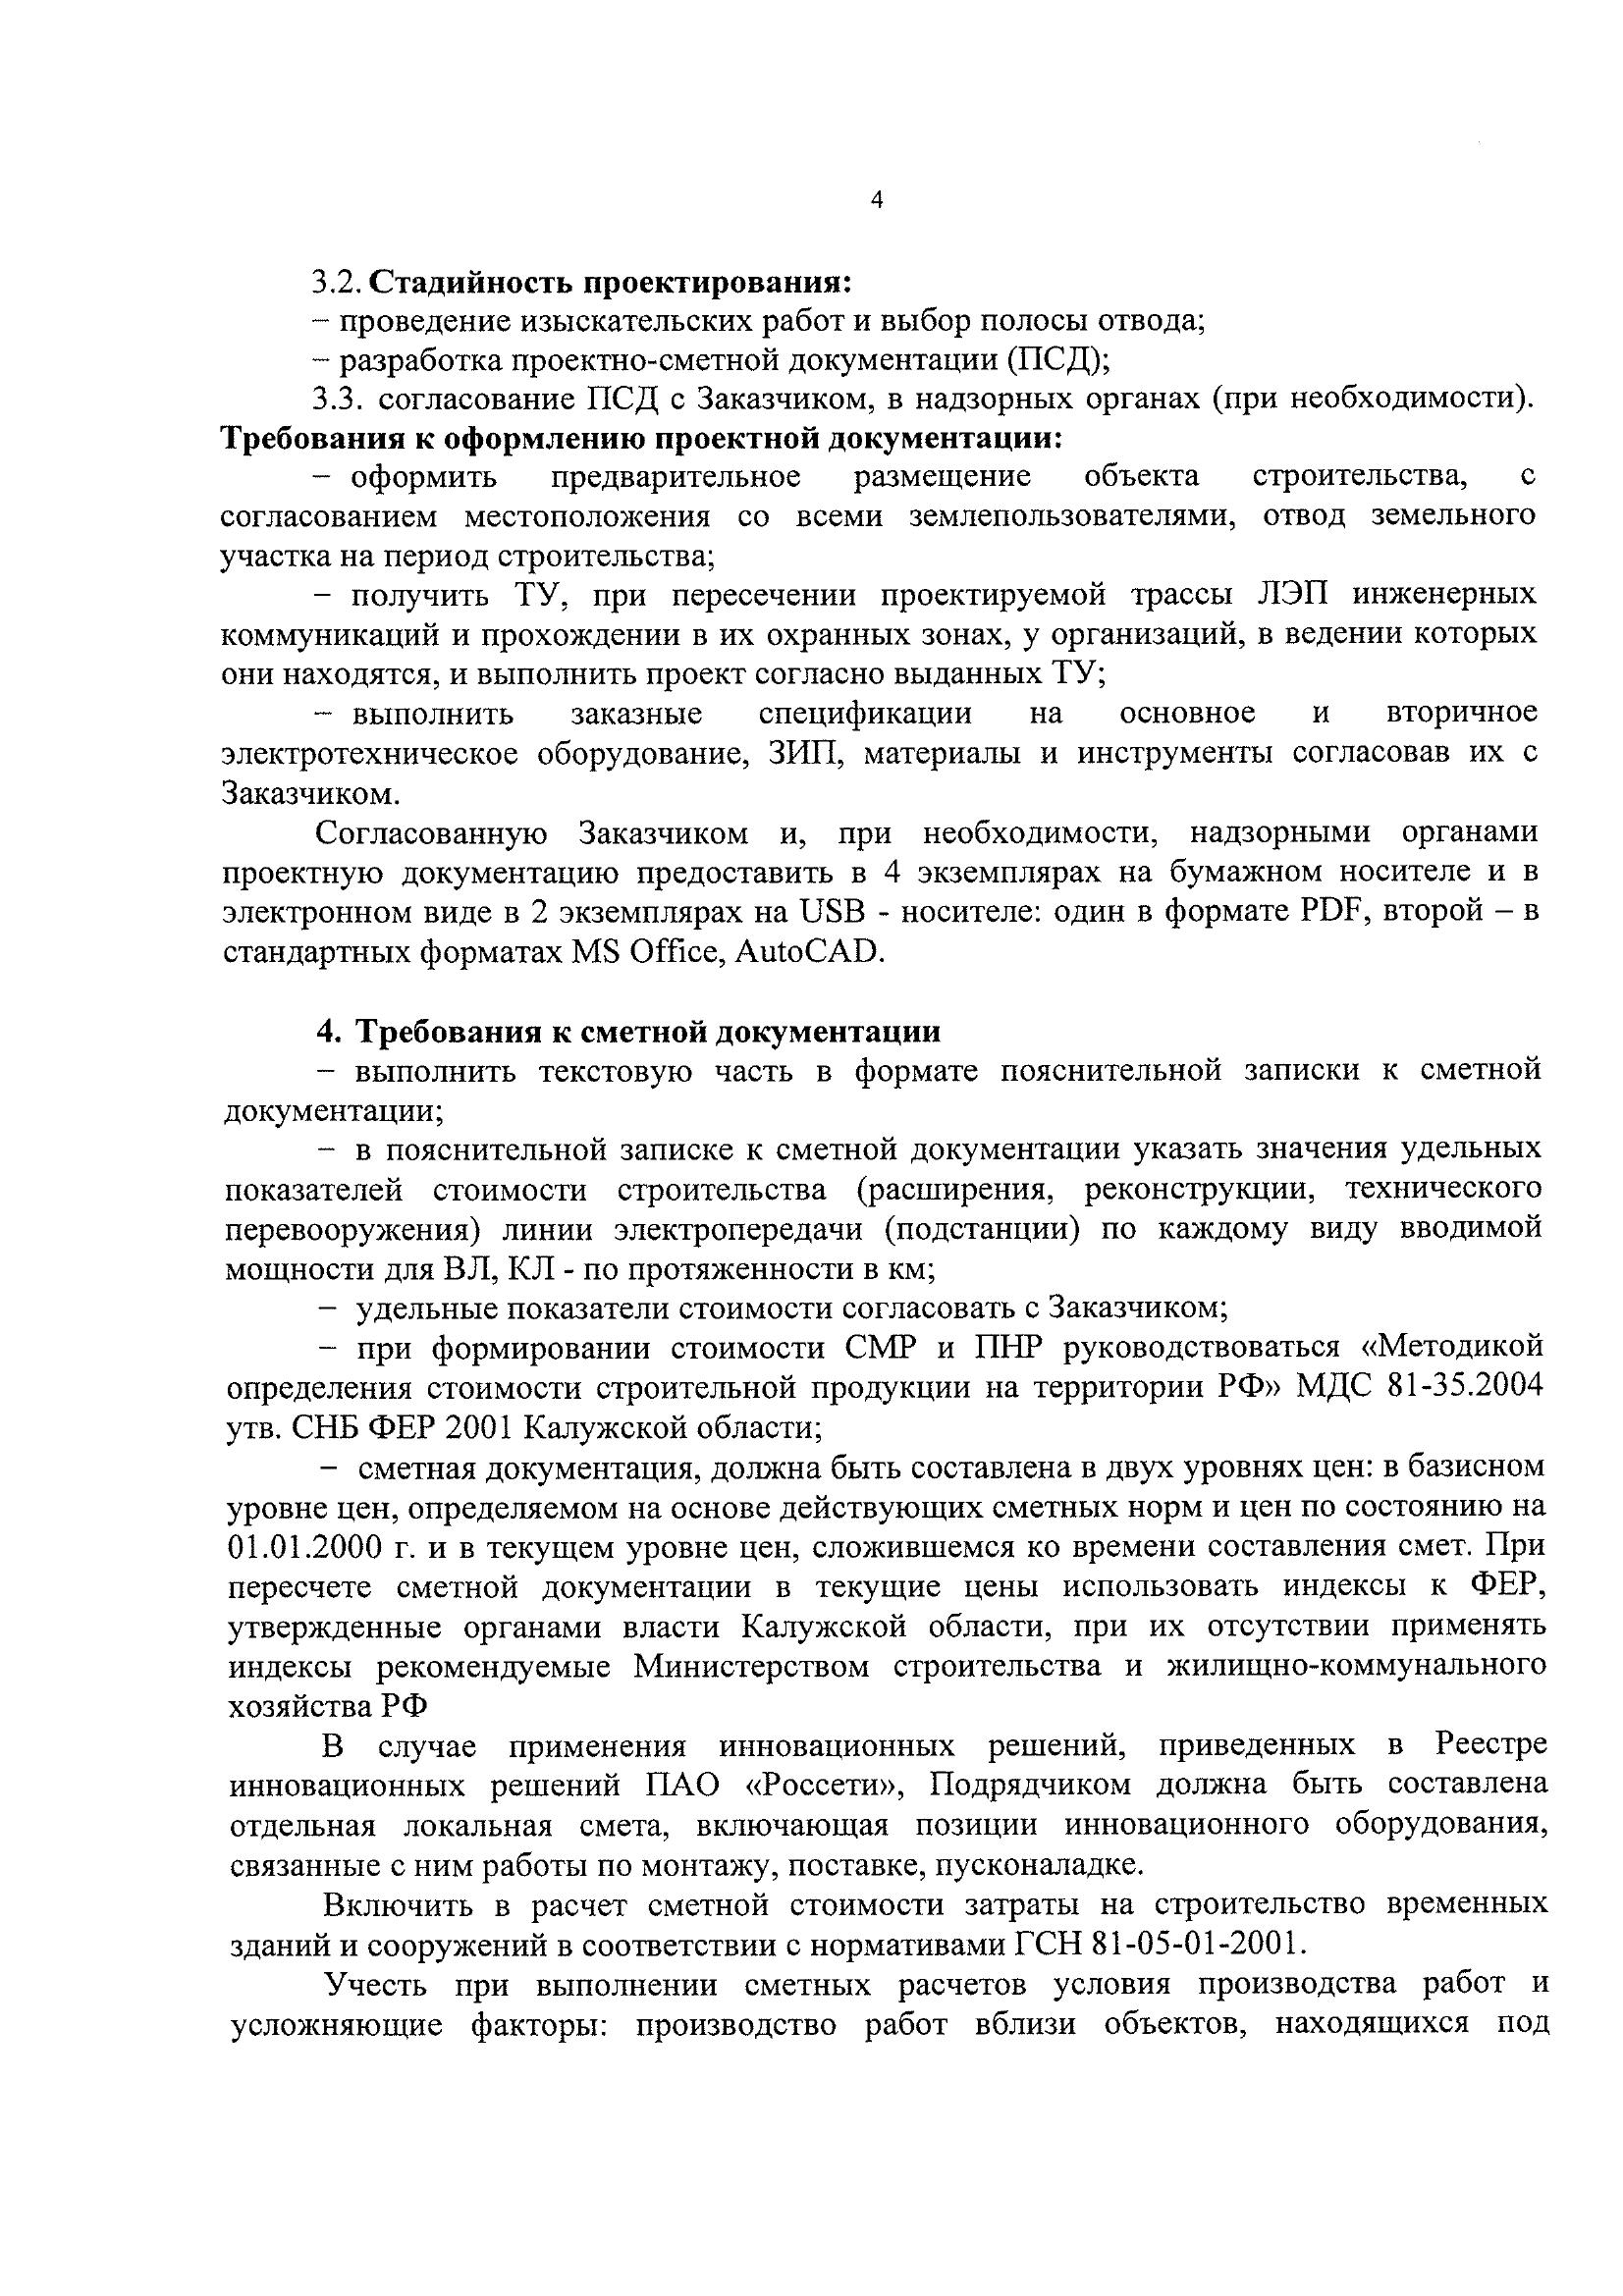 4
3.2. Стадийность проектирования:
– проведение изыскательских работ и выбор полосы отвода;
– разработка проектно-сметной документации (ПСД);
3.3. согласование ПСД с Заказчиком, в надзорных органах (при необходимости).
Требования к оформлению проектной документации:
– оформить предварительное размещение объекта строительства, с
согласованием местоположения со всеми землепользователями, отвод земельного
участка на период строительства;
– получить ТУ, при пересечении проектируемой трассы ЛЭП инженерных
коммуникаций и прохождении в их охранных зонах, у организаций, в ведении которых
они находятся, и выполнить проект согласно выданных ТУ;
– выполнить заказные спецификации на основное и вторичное
электротехническое оборудование, ЗИП, материалы и инструменты согласовав их с
Заказчиком.
Согласованную Заказчиком и, при необходимости, надзорными органами
проектную документацию предоставить в 4 экземплярах на бумажном носителе и в
электронном виде в 2 экземплярах на USB - носителе: один в формате PDF, второй – в
стандартных форматах MS Office, AutoCAD.
4. Требования к сметной документации
– выполнить текстовую часть в формате пояснительной записки к сметной
документации;
– в пояснительной записке к сметной документации указать значения удельных
показателей стоимости строительства (расширения, реконструкции, технического
перевооружения) линии электропередачи (подстанции) по каждому виду вводимой
мощности для ВЛ, КЛ - по протяженности в км;
– удельные показатели стоимости согласовать с Заказчиком;
– при формировании стоимости СМР и ПНР руководствоваться «Методикой
определения стоимости строительной продукции на территории РФ» МДС 81-35.2004
утв. СНБ ФЕР 2001 Калужской области;
– сметная документация, должна быть составлена в двух уровнях цен: в базисном
уровне цен, определяемом на основе действующих сметных норм и цен по состоянию на
01.01.2000 г. и в текущем уровне цен, сложившемся ко времени составления смет. При
пересчете сметной документации в текущие цены использовать индексы к ФЕР,
утвержденные органами власти Калужской области, при их отсутствии применять
индексы рекомендуемые Министерством строительства и жилищно-коммунального
хозяйства РФ
В случае применения инновационных решений, приведенных в Реестре
инновационных решений ПАО «Россети», Подрядчиком должна быть составлена
отдельная локальная смета, включающая позиции инновационного оборудования,
связанные с ним работы по монтажу, поставке, пусконаладке.
Включить в расчет сметной стоимости затраты на строительство временных
зданий и сооружений в соответствии с нормативами ГСН 81-05-01-2001.
Учесть при выполнении сметных расчетов условия производства работ и
усложняющие факторы: производство работ вблизи объектов, находящихся под